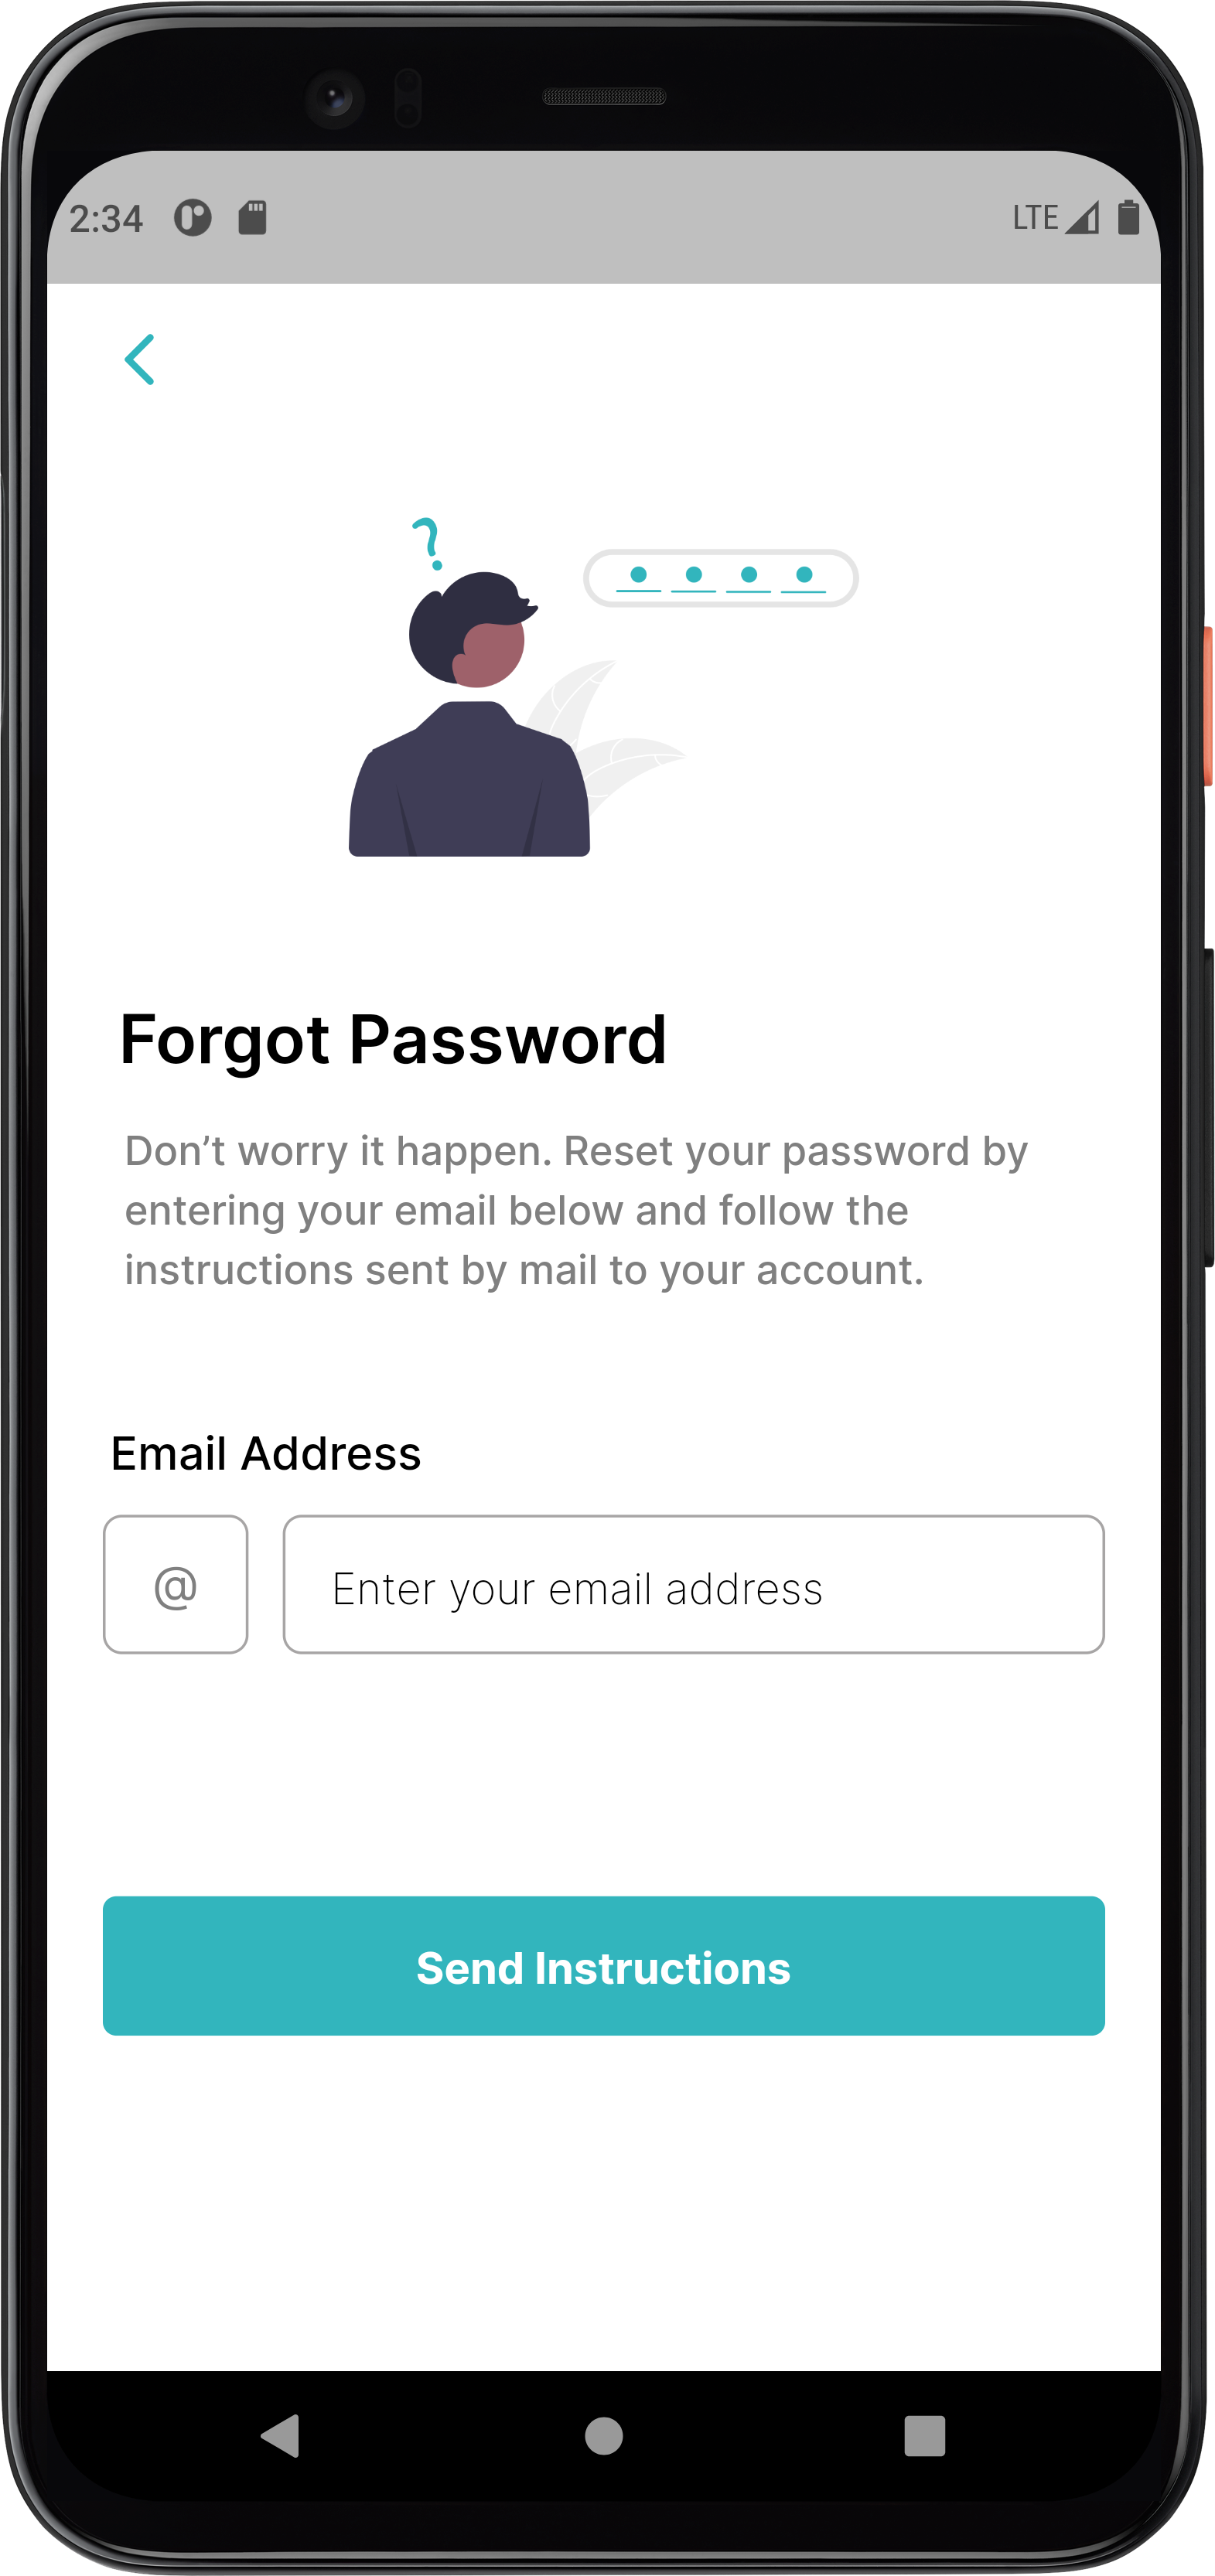 2:34 LTE
?
Forgot Password
Don’t worry it happen. Reset your password by
entering your email below and follow the
instructions sent by mail to your account.
Email Address
@ Enter your email address
Send Instructions